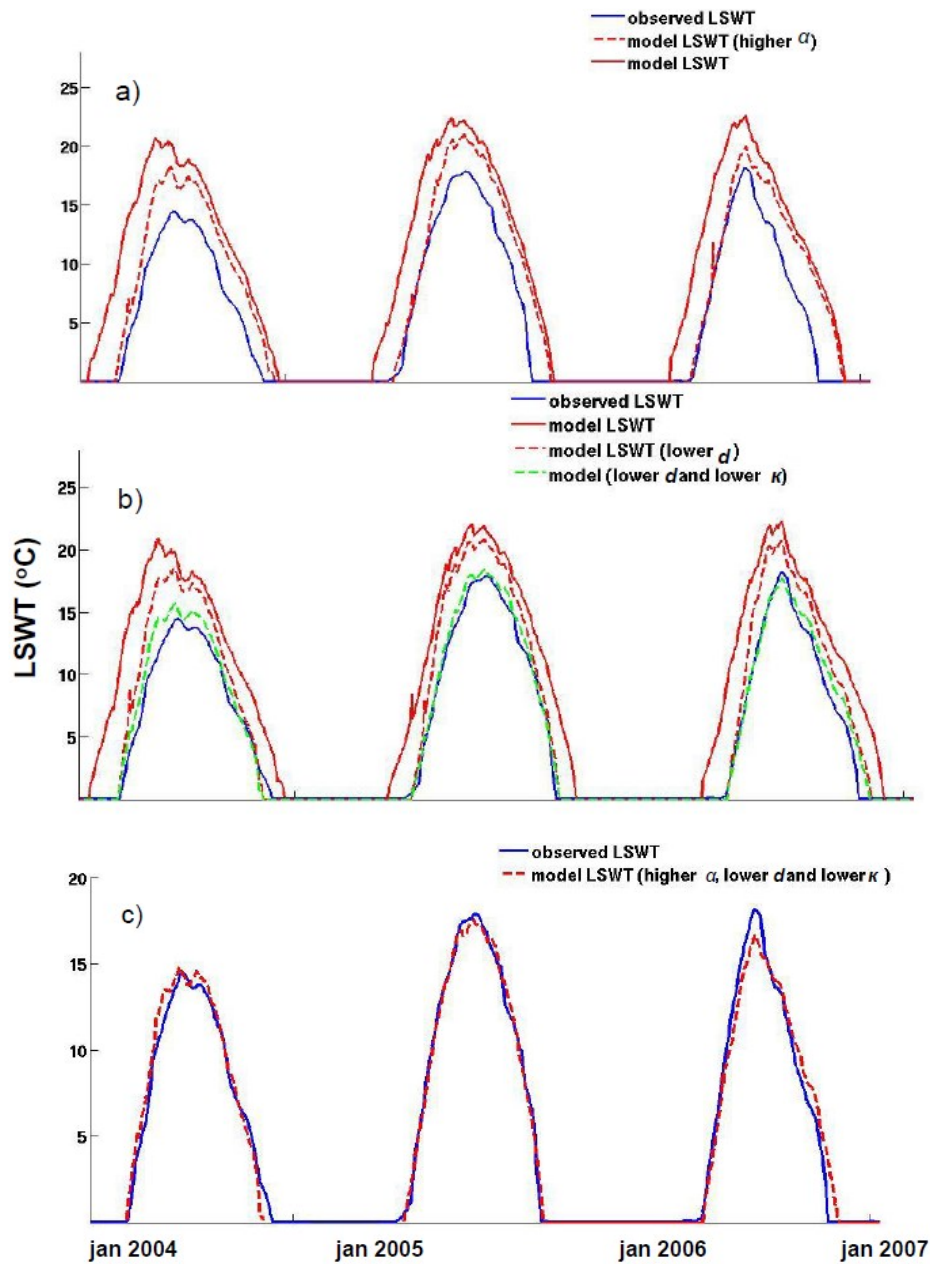 observed LSWT
model LSWT (higher α)
model LSWT
a)
25
20
15
10
5
observed LSWT
model LSWT
model LSWT (lower d)
model (lower d and lower κ)
b)
25
20
15
10
5
LSWT (oC)
observed LSWT
model LSWT (higher α, lower d and lower κ)
c)
20
15
10
5
jan 2004 jan 2005 jan 2006 jan 2007